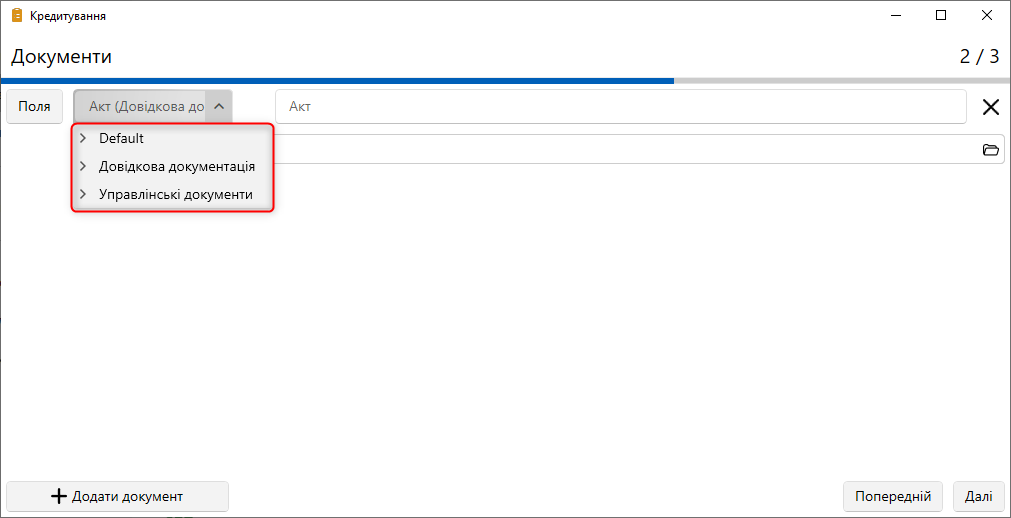 Кредитування
Документи 2 / 3
Поля Акт (Довідкова до Акт
Default
Довідкова документація
Управлінські документи
Додати документ Попередній Далі